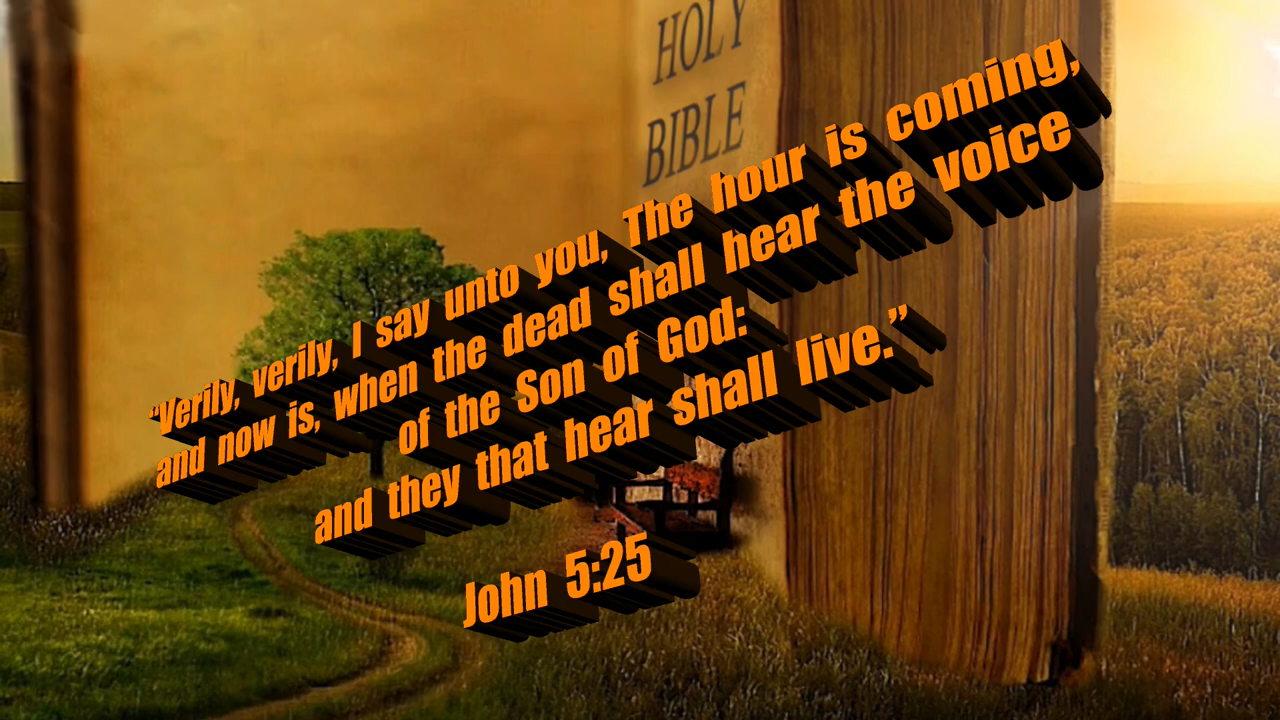 HOLY
BIBLE
“Verily, verily, I say unto you, The hour is coming,
and now is, when the dead shall hear the voice
of the Son of God:
and they that hear shall live.”
John 5:25